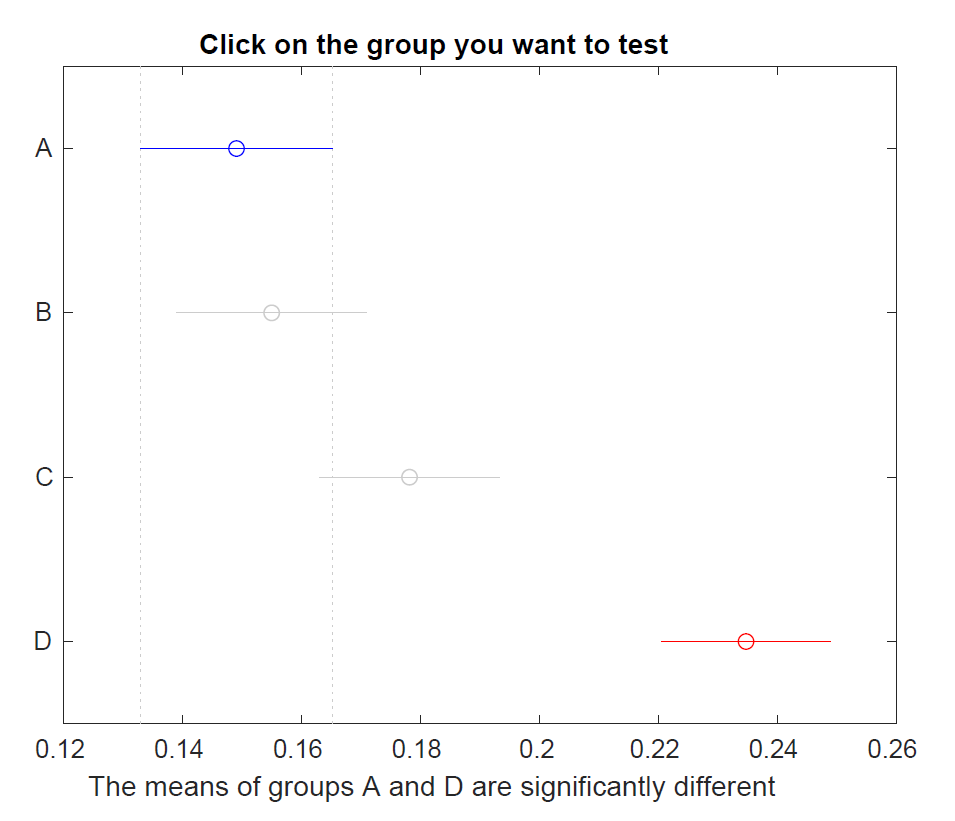 Click on the group you want to test
A
B
C
D
0.12 0.14 0.16 0.18 0.2 0.22 0.24 0.26
The means of groups A and D are significantly different